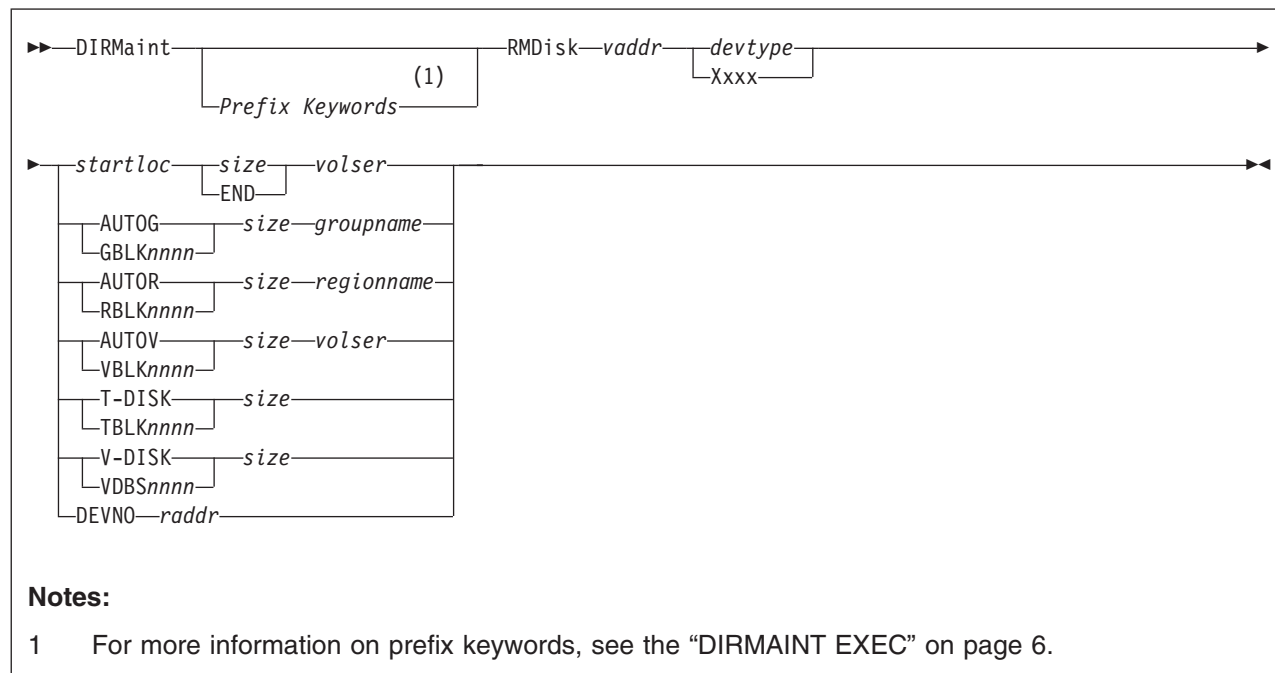 DIRMaint RMDisk vaddr devtype
(1) Xxxx
Prefix Keywords
startloc size volser
END
AUTOG size groupname
GBLKnnnn
AUTOR size regionname
RBLKnnnn
AUTOV size volser
VBLKnnnn
T-DISK size
TBLKnnnn
V-DISK size
VDBSnnnn
DEVNO raddr
Notes:
1 For more information on prefix keywords, see the “DIRMAINT EXEC” on page 6.